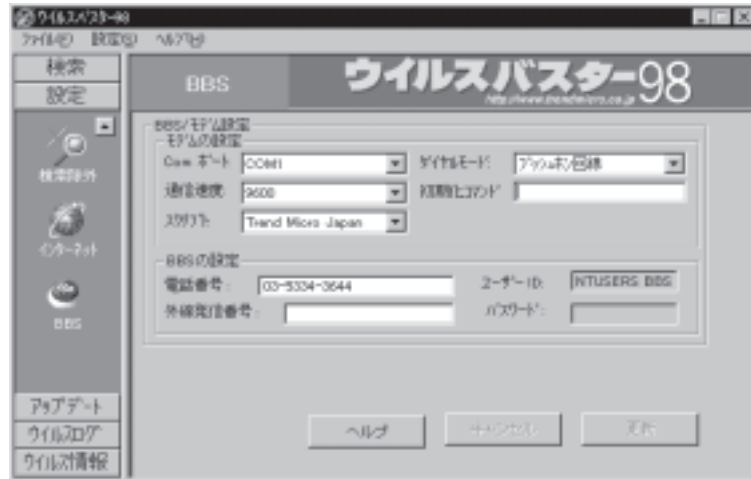 ウイルスバスター98
ファイル(F) 設定(S) ヘルプ(H)
検索
設定
検索除外
インターネット
BBS
アップデート
ウイルスログ
ウイルス情報
BBS
ウイルスバスター98
http://www.trendmicro.co.jp
BBS/モデム設定
モデムの設定
Com ポート: COM1
ダイヤルモード: プッシュホン回線
通信速度: 9600
初期化コマンド:
スクリプト: Trend Micro Japan
BBSの設定
電話番号: 03-5334-3644
ユーザーID: NTUSERS BBS
外線発信番号:
パスワード:
ヘルプ
キャンセル
更新